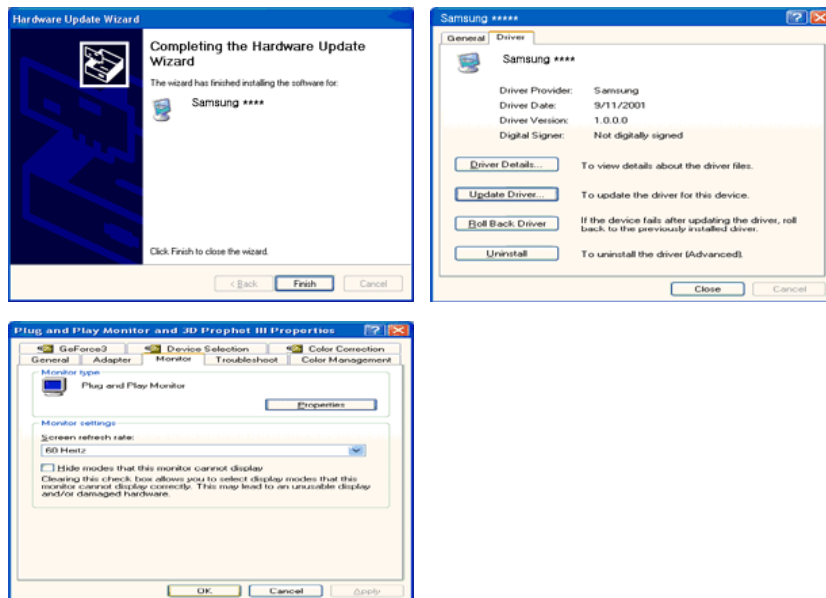 Hardware Update Wizard
Completing the Hardware Update
Wizard
The wizard has finished installing the software for:
Samsung ****
Click Finish to close the wizard.
< Back
Finish
Cancel
Samsung *****
General
Driver
Samsung ****
Driver Provider: Samsung
Driver Date: 9/11/2001
Driver Version: 1.0.0.0
Digital Signer: Not digitally signed
Driver Details...
To view details about the driver files.
Update Driver...
To update the driver for this device.
Roll Back Driver
If the device fails after updating the driver, roll
back to the previously installed driver.
Uninstall
To uninstall the driver (Advanced).
Close
Cancel
Plug and Play Monitor and 3D Prophet III Properties
GeForce3
Device Selection
Color Correction
General
Adapter
Monitor
Troubleshoot
Color Management
Monitor type
Plug and Play Monitor
Properties
Monitor settings
Screen refresh rate:
60 Hertz
Hide modes that this monitor cannot display
Clearing this check box allows you to select display modes that this
monitor cannot display correctly. This may lead to an unusable display
and/or damaged hardware.
OK
Cancel
Apply